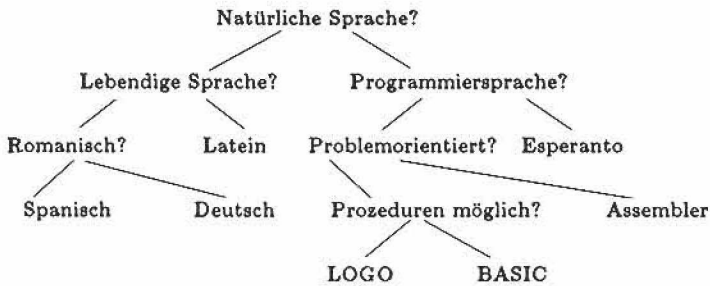 Natürliche Sprache?
Lebendige Sprache? Programmiersprache?
Romanisch? Latein Problemorientiert? Esperanto
Spanisch Deutsch Prozeduren möglich? Assembler
LOGO BASIC